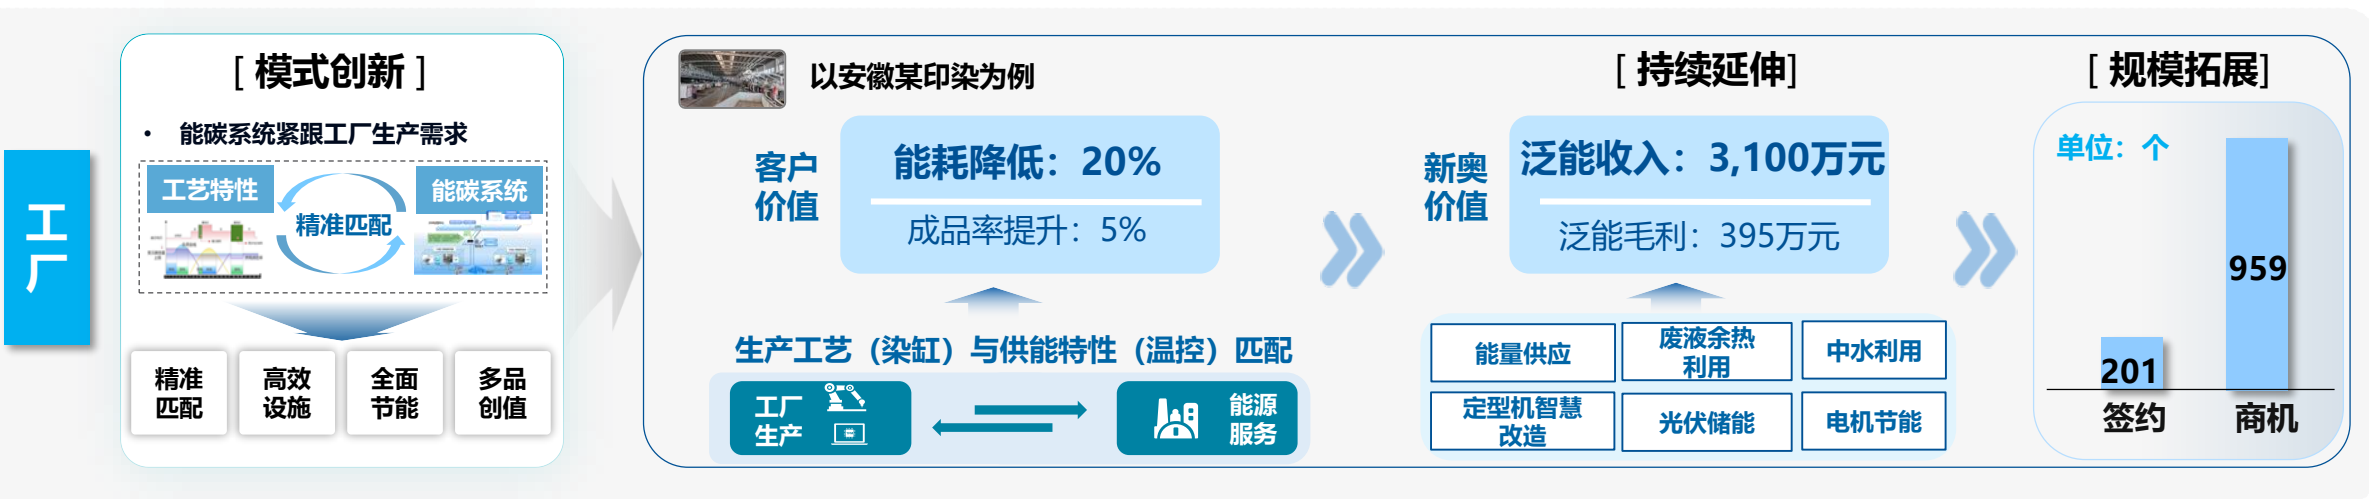 工厂
[ 模式创新 ]
• 能碳系统紧跟工厂生产需求
工艺特性
精准匹配
能碳系统
精准
匹配
高效
设施
全面
节能
多品
创值
以安徽某印染为例
客户
价值
能耗降低：20%
成品率提升：5%
生产工艺（染缸）与供能特性（温控）匹配
工厂
生产
能源
服务
[ 持续延伸]
新奥
价值
泛能收入：3,100万元
泛能毛利：395万元
能量供应
废液余热
利用
中水利用
定型机智慧
改造
光伏储能
电机节能
[ 规模拓展]
单位：个
959
201
签约
商机